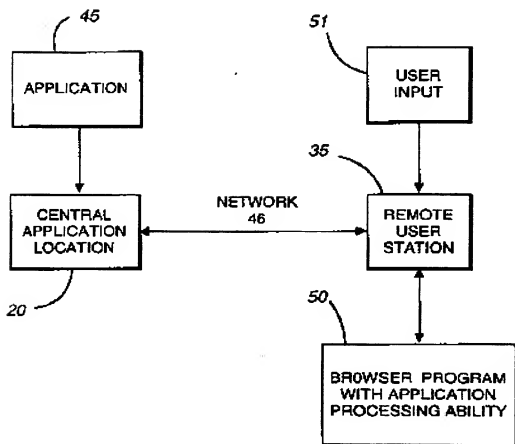 45
APPLICATION
51
USER
INPUT
35
CENTRAL
APPLICATION
LOCATION
20
NETWORK
46
REMOTE
USER
STATION
50
BROWSER PROGRAM
WITH APPLICATION
PROCESSING ABILITY